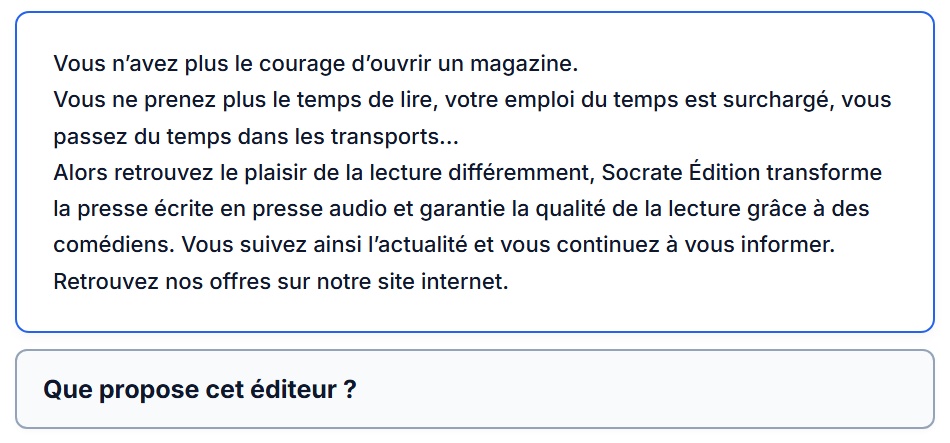 Vous n’avez plus le courage d’ouvrir un magazine.
Vous ne prenez plus le temps de lire, votre emploi du temps est surchargé, vous
passez du temps dans les transports...
Alors retrouvez le plaisir de la lecture différemment, Socrate Édition transforme
la presse écrite en presse audio et garantie la qualité de la lecture grâce à des
comédiens. Vous suivez ainsi l’actualité et vous continuez à vous informer.
Retrouvez nos offres sur notre site internet.
Que propose cet éditeur ?